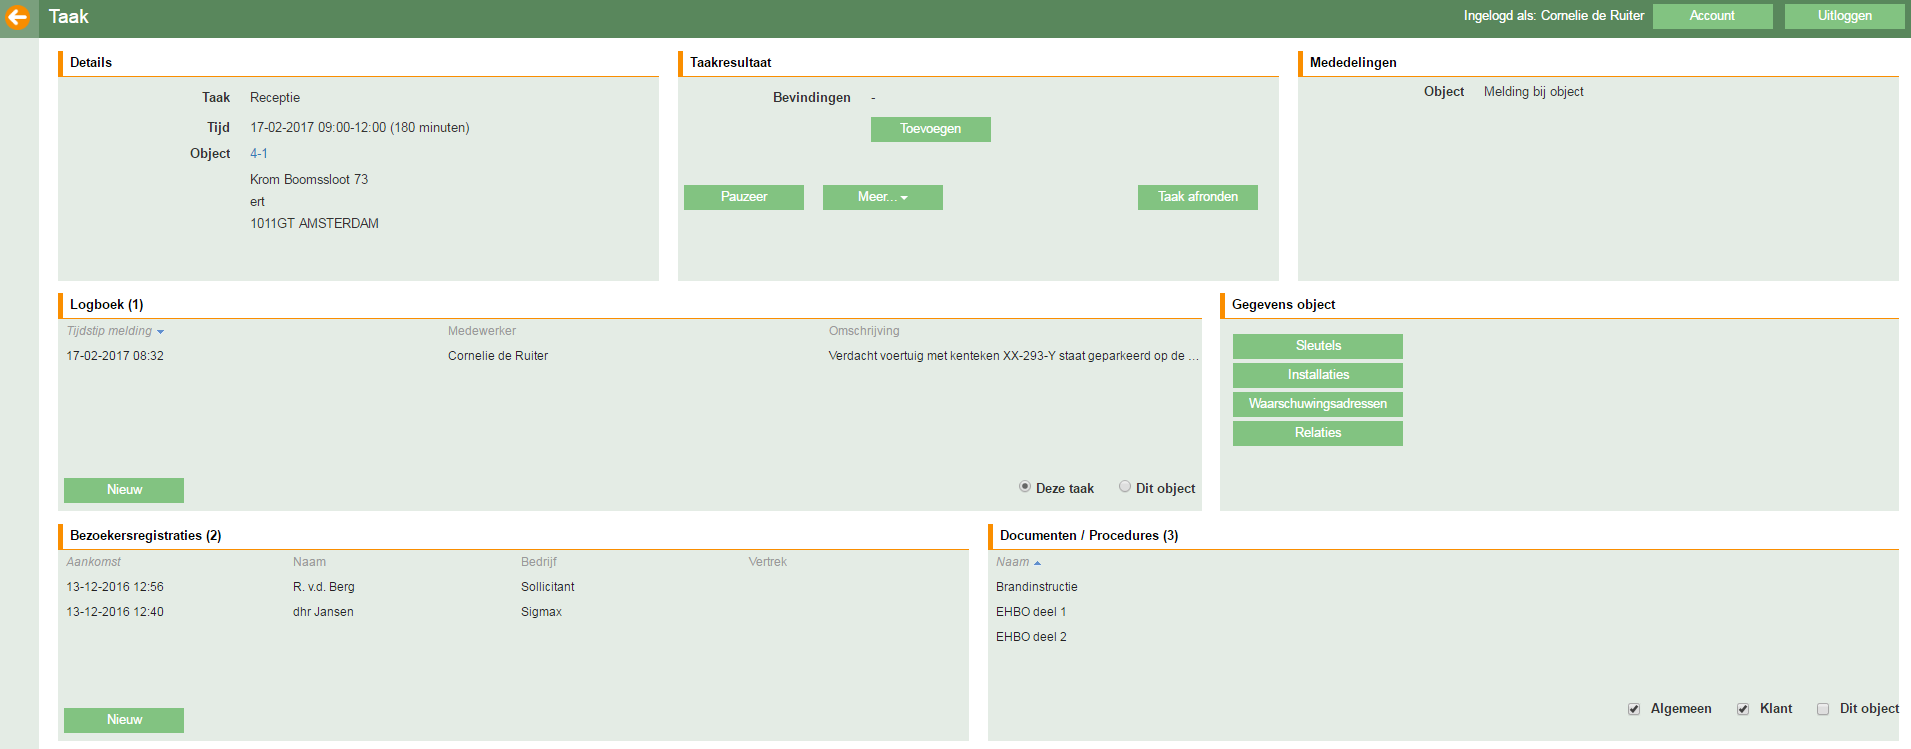 Taak
Ingelogd als: Cornelie de Ruiter
Account
Uitloggen
Details
Taak Receptie
Tijd 17-02-2017 09:00-12:00 (180 minuten)
Object 4-1
Krom Boomssloot 73
ert
1011GT AMSTERDAM
Taakresultaat
Bevindingen -
Toevoegen
Pauzeer
Meer...
Taak afronden
Mededelingen
Object Melding bij object
Logboek (1)
Tijdstip melding Medewerker Omschrijving
17-02-2017 08:32 Cornelie de Ruiter Verdacht voertuig met kenteken XX-293-Y staat geparkeerd op de ...
Nieuw
Deze taak
Dit object
Gegevens object
Sleutels
Installaties
Waarschuwingsadressen
Relaties
Bezoekersregistraties (2)
Aankomst Naam Bedrijf Vertrek
13-12-2016 12:56 R. v.d. Berg Sollicitant
13-12-2016 12:40 dhr Jansen Sigmax
Nieuw
Documenten / Procedures (3)
Naam
Brandinstructie
EHBO deel 1
EHBO deel 2
Algemeen
Klant
Dit object